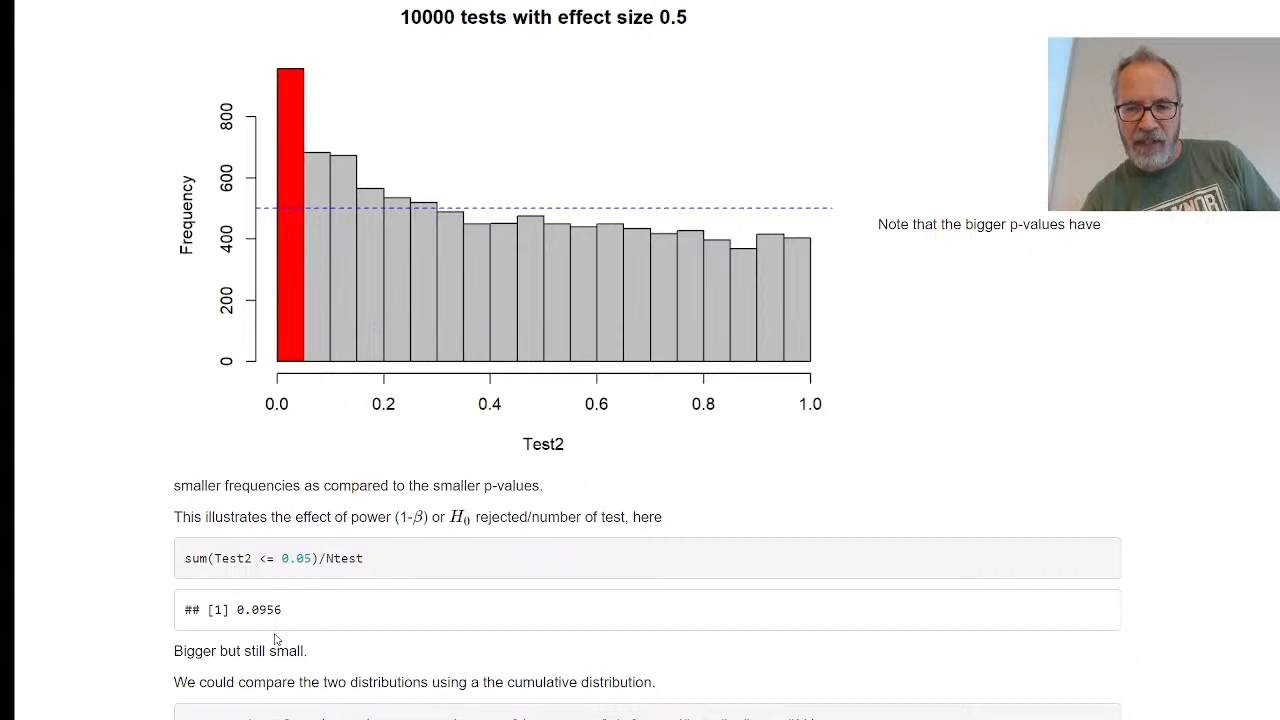 10000 tests with effect size 0.5
Frequency
800
600
400
200
0
0.0 0.2 0.4 0.6 0.8 1.0
Test2
KNOR
Note that the bigger p-values have
smaller frequencies as compared to the smaller p-values.
This illustrates the effect of power (1-β) or H₀ rejected/number of test, here
sum(Test2 <= 0.05)/Ntest
## [1] 0.0956
Bigger but still small.
We could compare the two distributions using a the cumulative distribution.